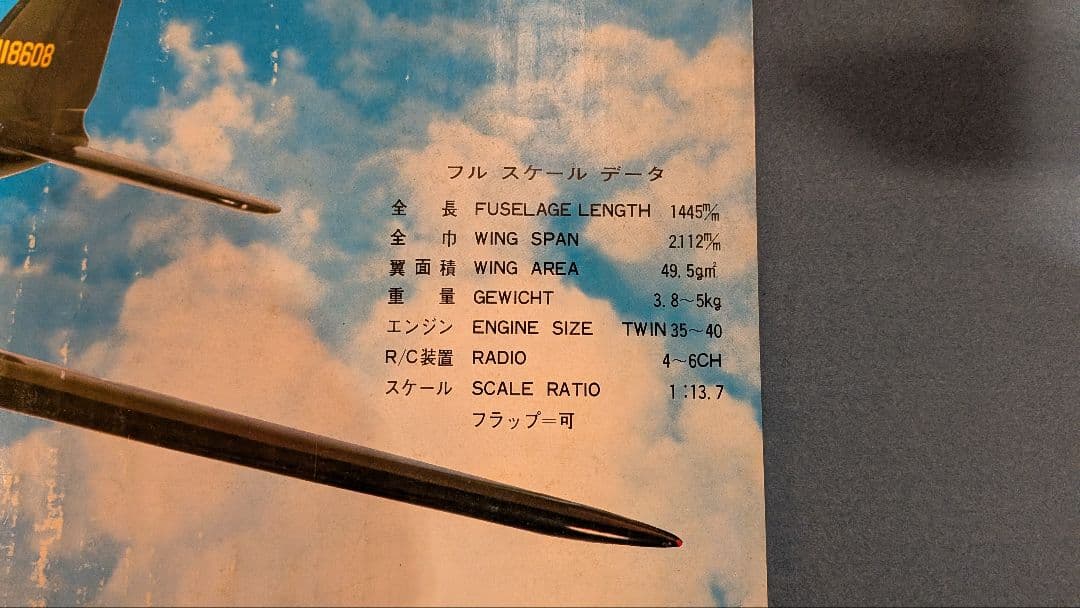 118608
フル スケール データ
全 長 FUSELAGE LENGTH 1445m/m
全 巾 WING SPAN 2.112m/m
翼面積 WING AREA 49.5gm²
重 量 GEWICHT 3.8~5kg
エンジン ENGINE SIZE TWIN 35~40
R/C装置 RADIO 4~6CH
スケール SCALE RATIO 1:13.7
フラップ=可